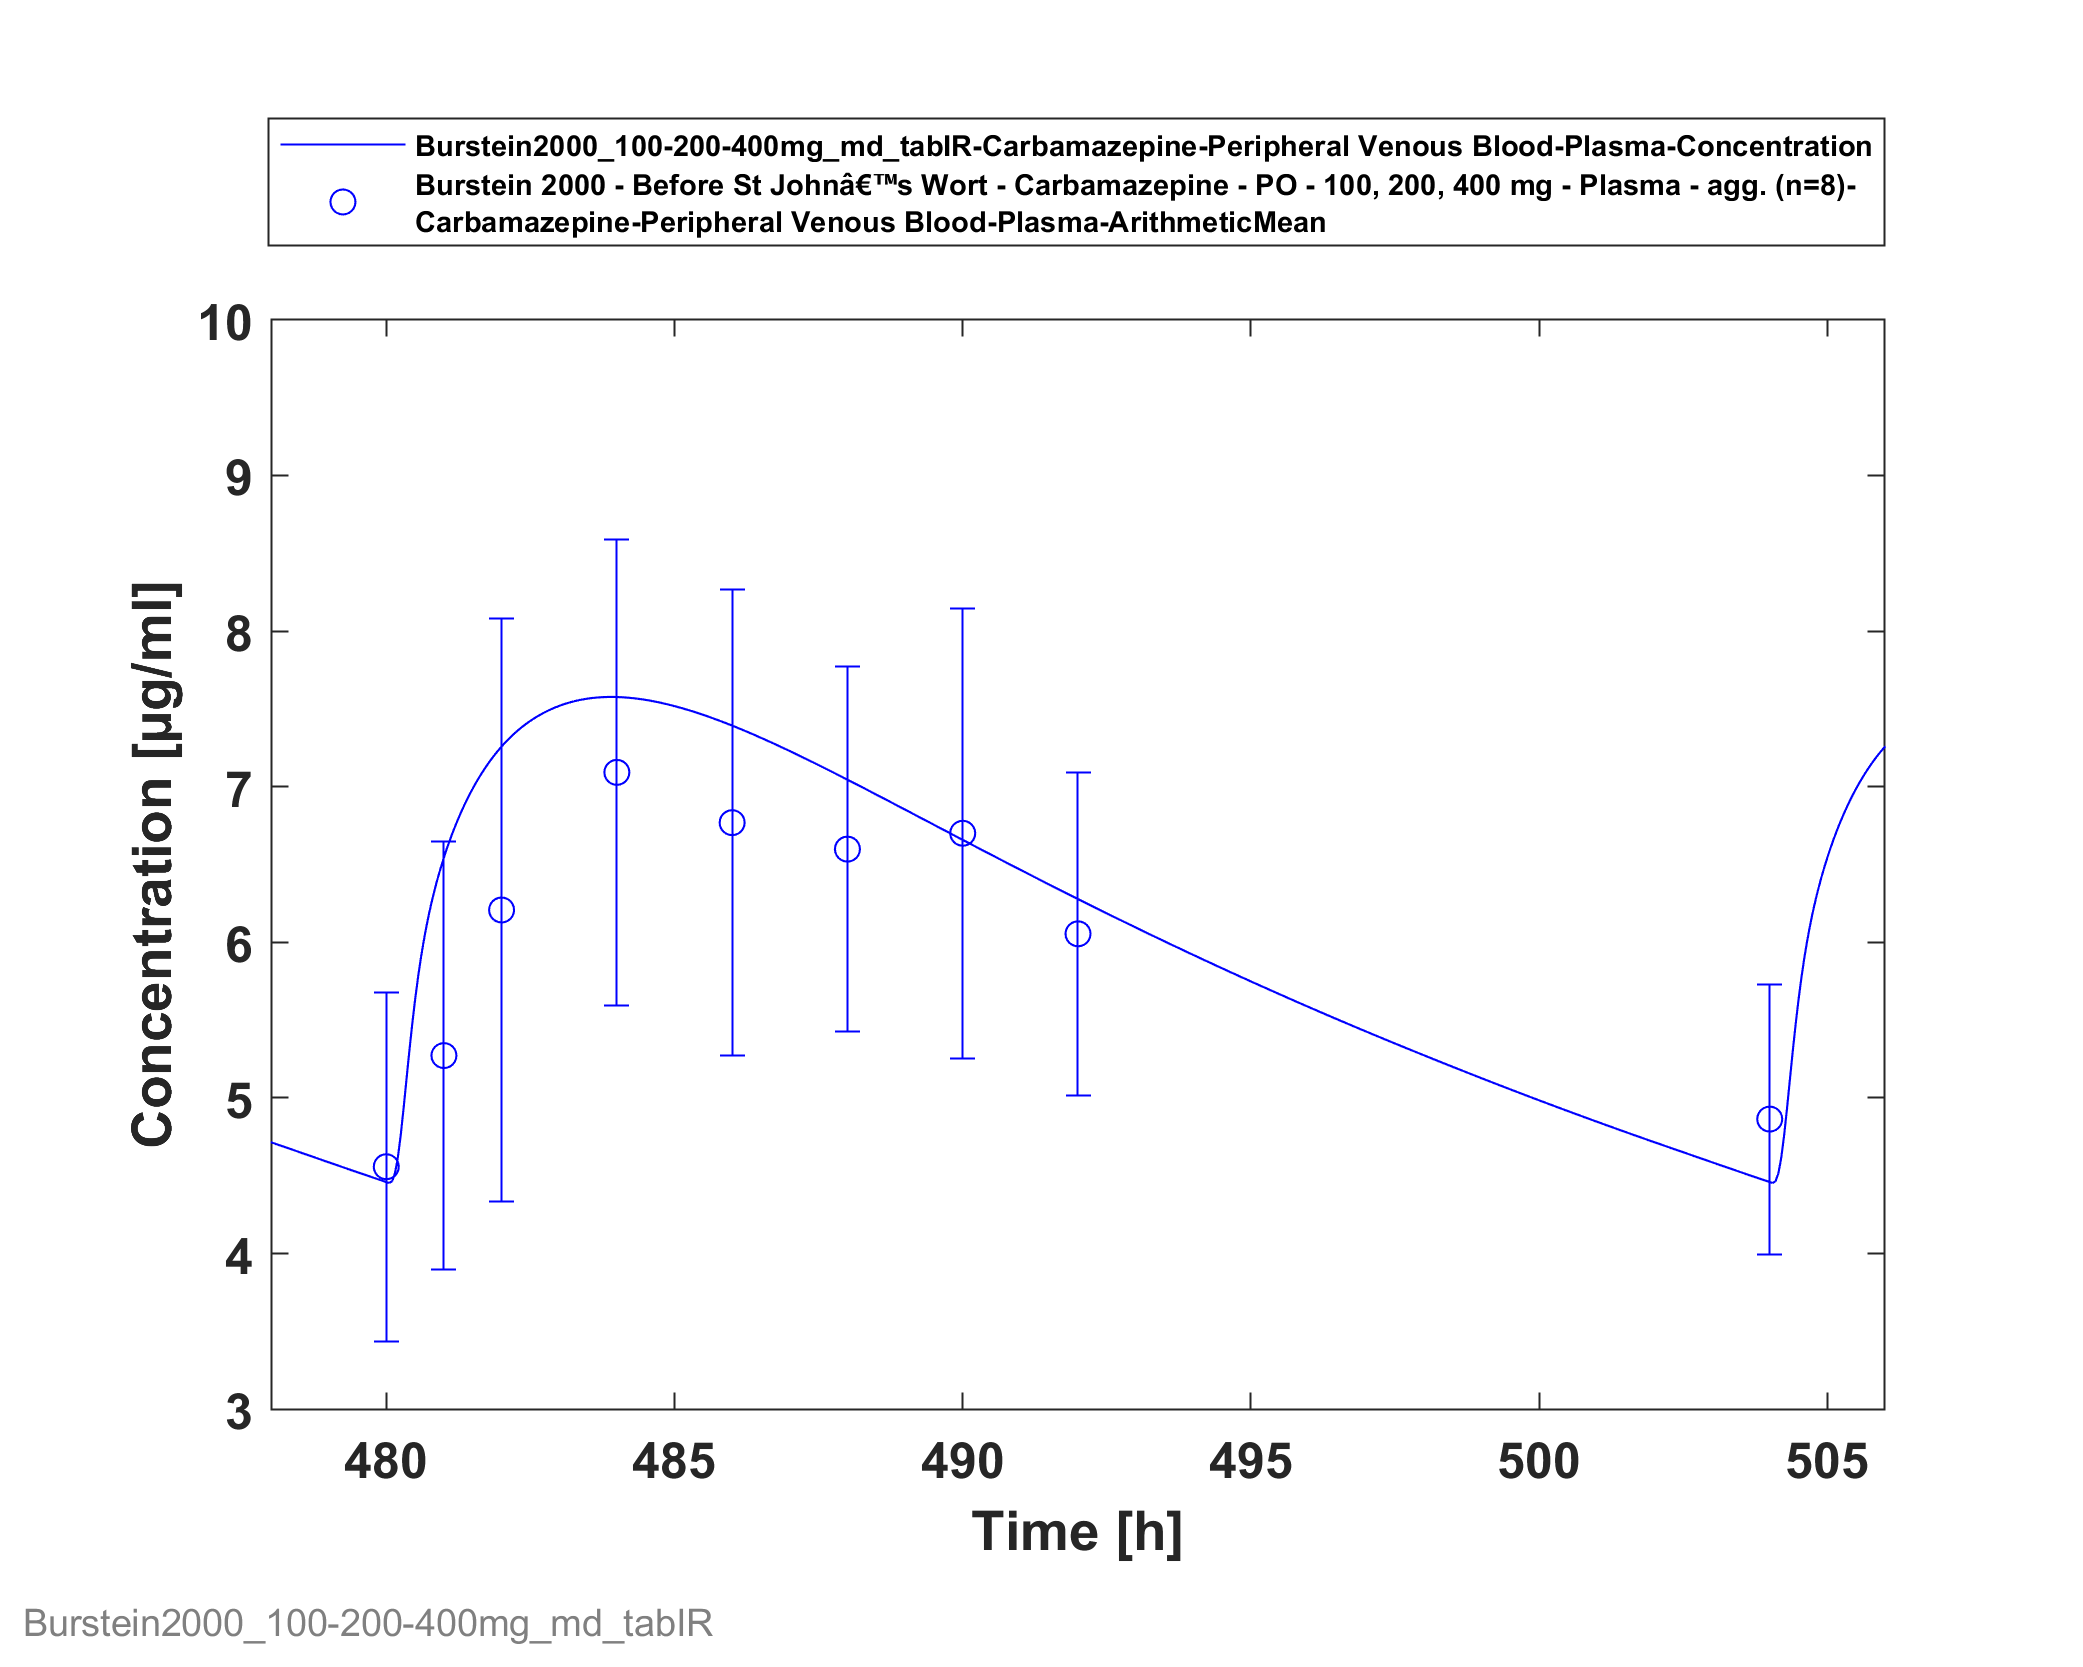 Burstein2000_100-200-400mg_md_tabIR-Carbamazepine-Peripheral Venous Blood-Plasma-Concentration
Burstein 2000 - Before St Johnâ€™s Wort - Carbamazepine - PO - 100, 200, 400 mg - Plasma - agg. (n=8)-
Carbamazepine-Peripheral Venous Blood-Plasma-ArithmeticMean
10
9
8
7
6
5
4
3
Concentration [µg/ml]
480 485 490 495 500 505
Time [h]
Burstein2000_100-200-400mg_md_tabIR